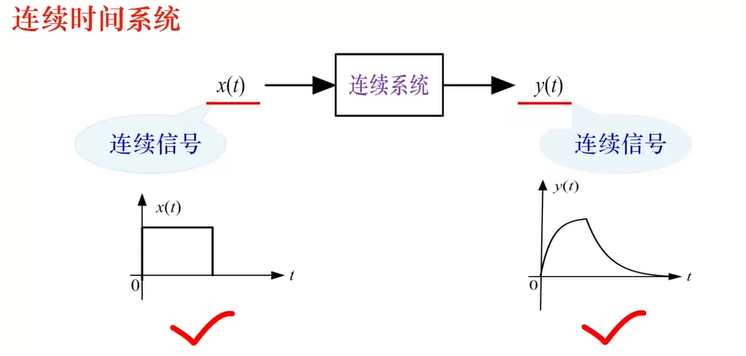 连续时间系统
x(t) 连续系统 y(t)
连续信号 连续信号
x(t) y(t)
0 t 0 t